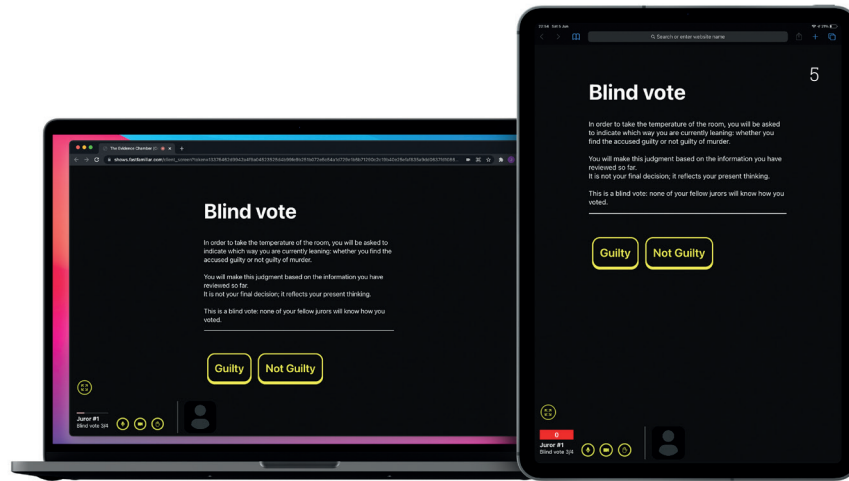 The Evidence Chamber
Blind vote
In order to take the temperature of the room, you will be asked to
indicate which way you are currently leaning: whether you find the
accused guilty or not guilty of murder.
You will make this judgment based on the information you have
reviewed so far.
It is not your final decision; it reflects your present thinking.
This is a blind vote: none of your fellow jurors will know how you
voted.
Guilty
Not Guilty
Juror #1
Blind vote 3/4
Search or enter website name
5
Blind vote
In order to take the temperature of the room, you will be asked
to indicate which way you are currently leaning: whether you
find the accused guilty or not guilty of murder.
You will make this judgment based on the information you have
reviewed so far.
It is not your final decision; it reflects your present thinking.
This is a blind vote: none of your fellow jurors will know how you
voted.
Guilty
Not Guilty
0
Juror #1
Blind vote 3/4